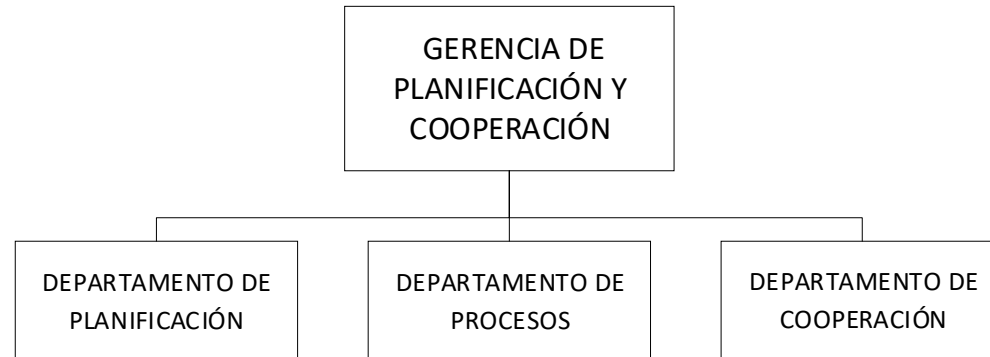 GERENCIA DE
PLANIFICACIÓN Y
COOPERACIÓN
DEPARTAMENTO DE
PLANIFICACIÓN
DEPARTAMENTO DE
PROCESOS
DEPARTAMENTO DE
COOPERACIÓN